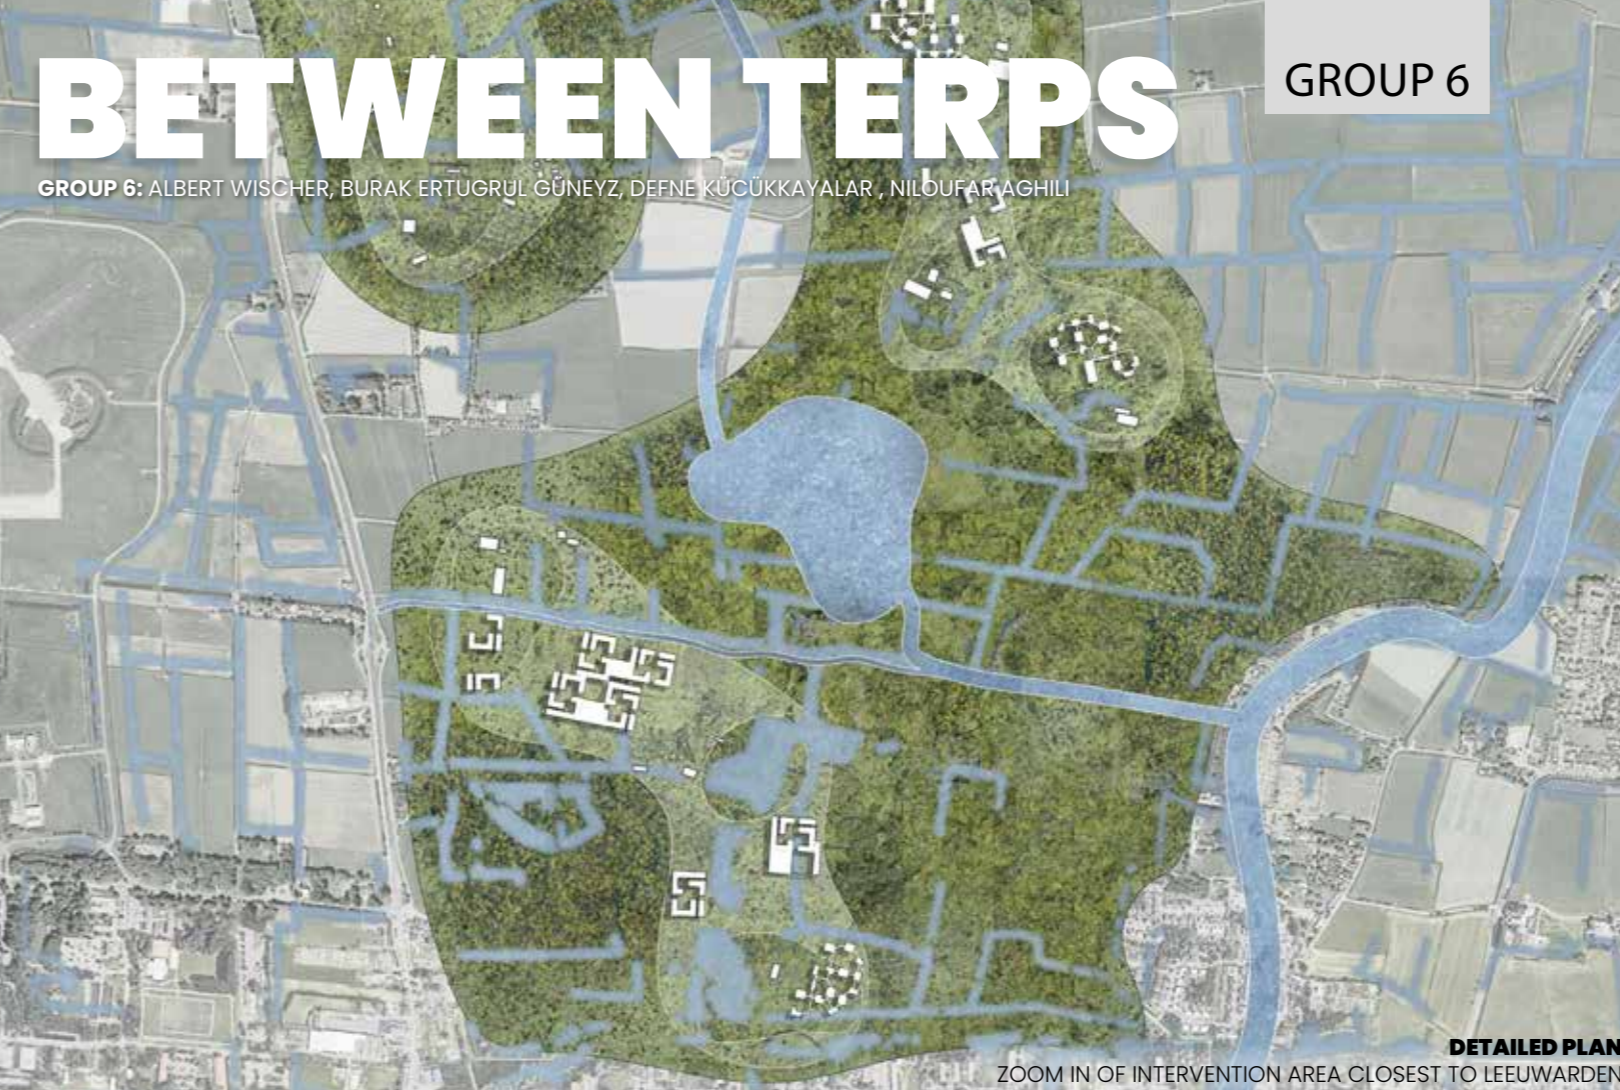 BETWEEN TERPS
GROUP 6
GROUP 6: ALBERT WISCHER, BURAK ERTUGRUL GÜNEYZ, DEFNE KÜCÜKKAYALAR , NILOUFAR AGHILI
DETAILED PLAN
ZOOM IN OF INTERVENTION AREA CLOSEST TO LEEUWARDEN